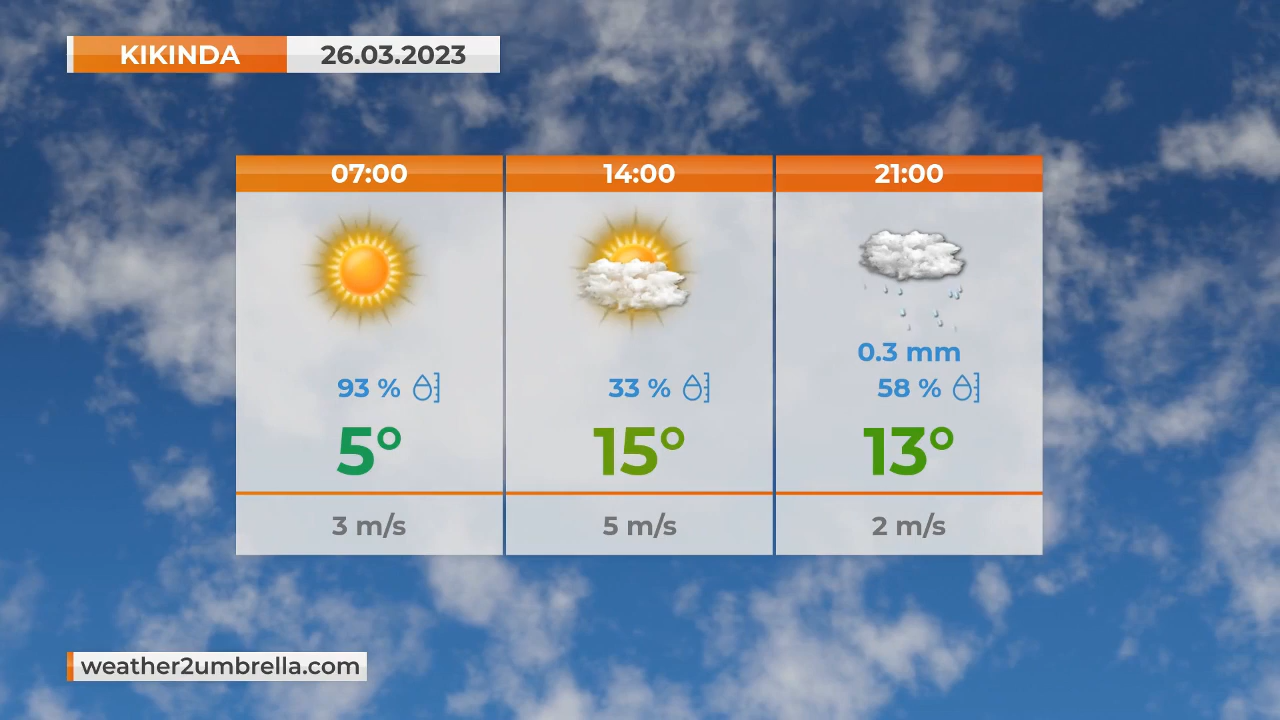 KIKINDA 26.03.2023
07:00 14:00 21:00
0.3 mm
93 % 33 % 58 %
5° 15° 13°
3 m/s 5 m/s 2 m/s
weather2umbrella.com